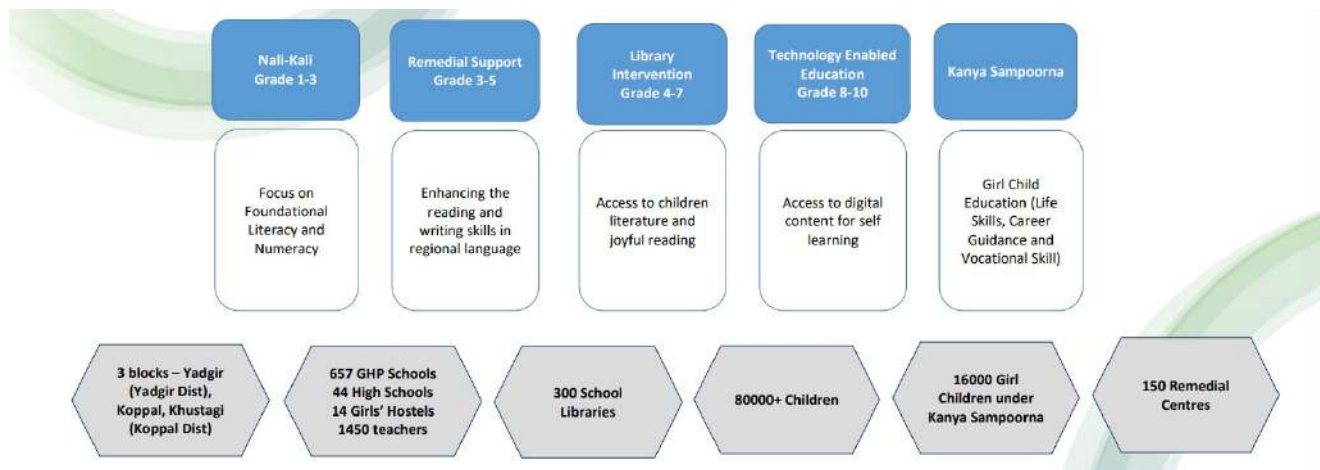 Nali-Kali
Grade 1-3
Remedial Support
Grade 3-5
Library
Intervention
Grade 4-7
Technology Enabled
Education
Grade 8-10
Kanya Sampoorna
Focus on
Foundational
Literacy and
Numeracy
Enhancing the
reading and
writing skills in
regional language
Access to children
literature and
joyful reading
Access to digital
content for self
learning
Girl Child
Education (Life
Skills, Career
Guidance and
Vocational Skill)
3 blocks – Yadgir
(Yadgir Dist),
Koppal, Khustagi
(Koppal Dist)
657 GHP Schools
44 High Schools
14 Girls' Hostels
1450 teachers
300 School
Libraries
80000+ Children
16000 Girl
Children under
Kanya Sampoorna
150 Remedial
Centres